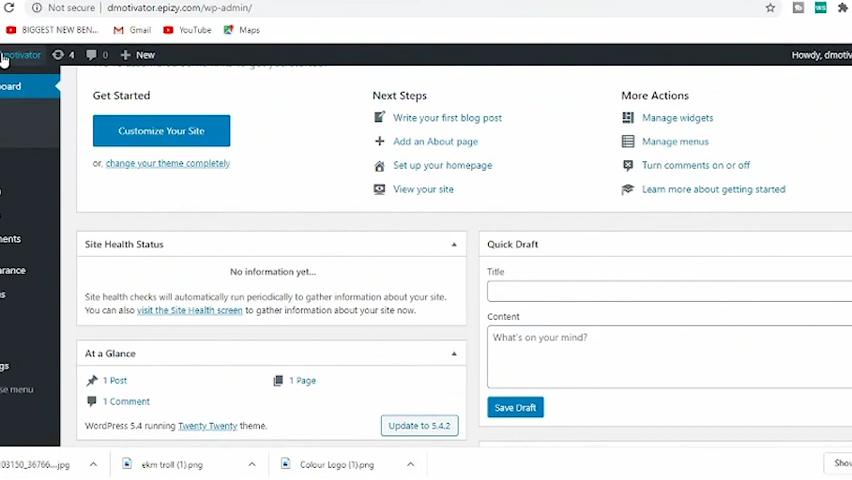 Not secure | dmotivator.epizy.com/wp-admin/
BIGGEST NEW BEN... Gmail YouTube Maps
motivator 4 0 + New Howdy, dmotiv
board
Get Started
Customize Your Site
or, change your theme completely
Next Steps
Write your first blog post
Add an About page
Set up your homepage
View your site
More Actions
Manage widgets
Manage menus
Turn comments on or off
Learn more about getting started
ments
arance
gs
se menu
Site Health Status
No information yet...
Site health checks will automatically run periodically to gather information about your site.
You can also visit the Site Health screen to gather information about your site now.
At a Glance
1 Post
1 Page
1 Comment
WordPress 5.4 running Twenty Twenty theme.
Update to 5.4.2
Quick Draft
Title
Content
What's on your mind?
Save Draft
03150_36766....jpg ekm troll (1).png Colour Logo (1).png Shov